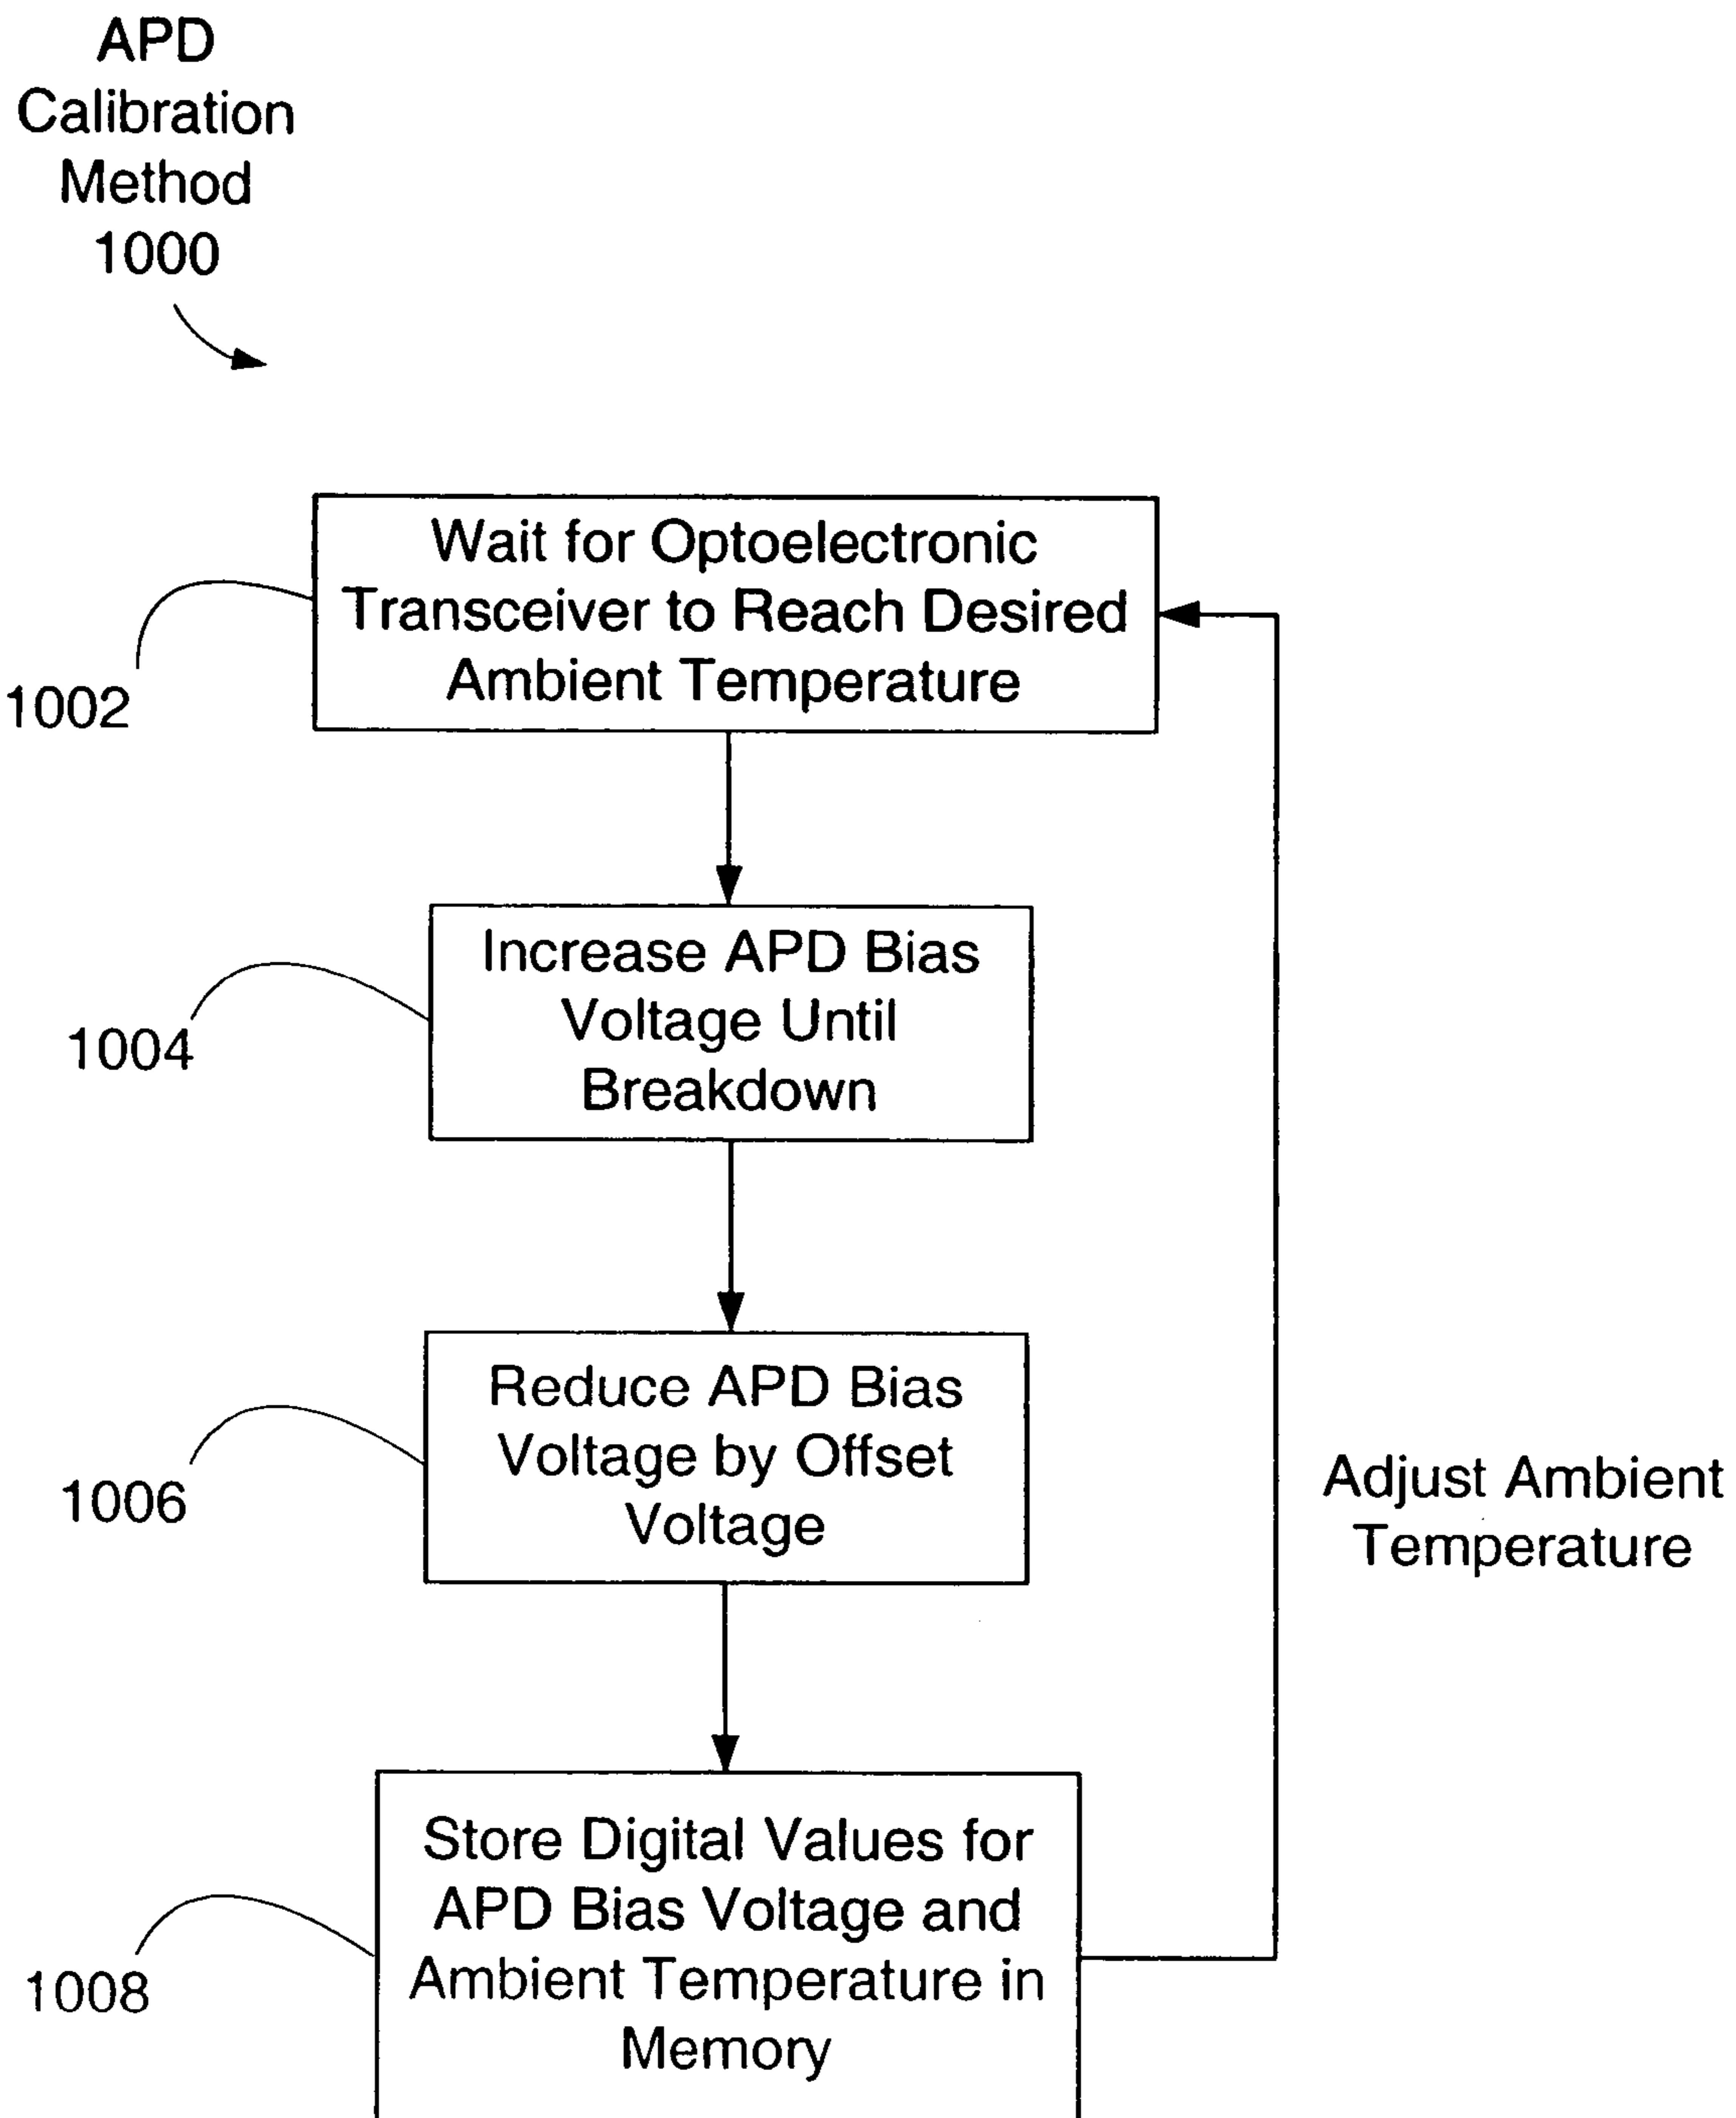 APD
Calibration
Method
1000
Wait for Optoelectronic
Transceiver to Reach Desired
Ambient Temperature
1002
Increase APD Bias
Voltage Until
Breakdown
1004
Reduce APD Bias
Voltage by Offset
Voltage
1006
Adjust Ambient
Temperature
Store Digital Values for
APD Bias Voltage and
Ambient Temperature in
Memory
1008